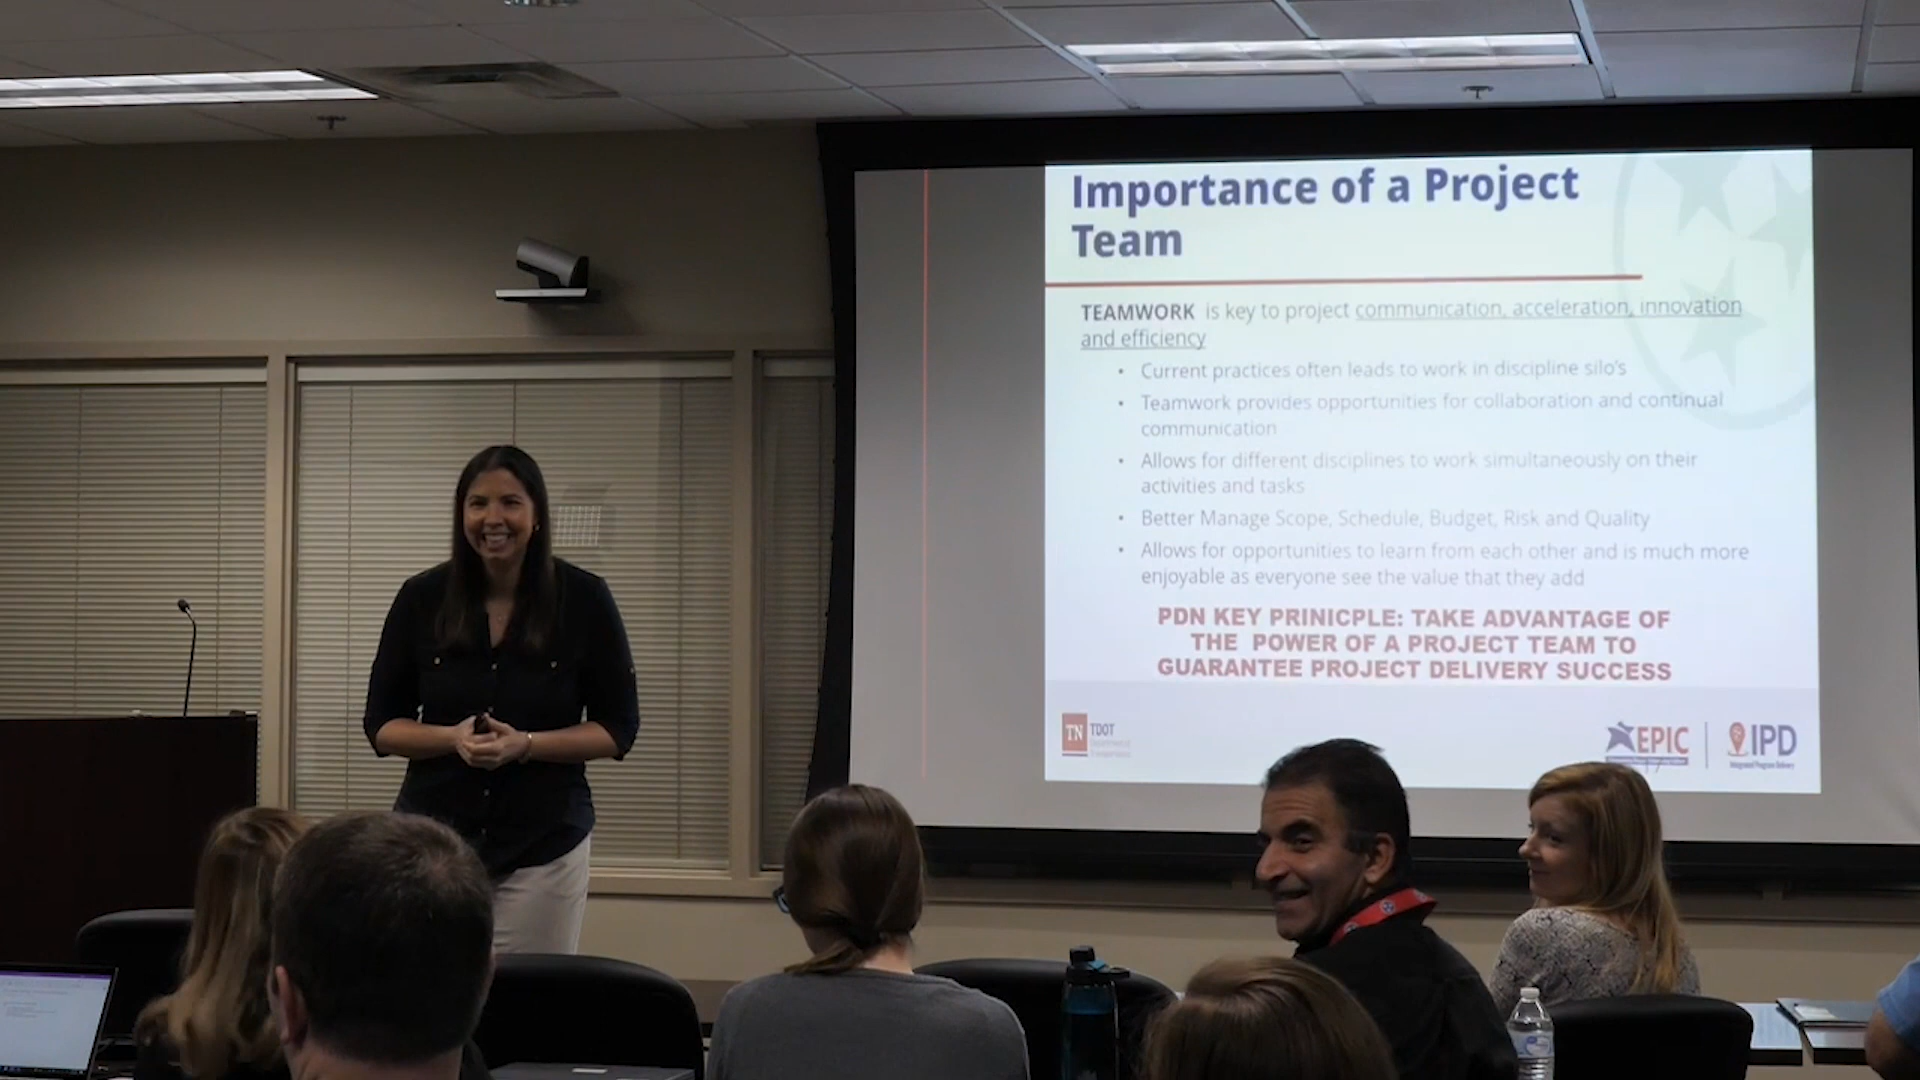 Importance of a Project
Team
TEAMWORK is key to project communication, acceleration, innovation
and efficiency
• Current practices often leads to work in discipline silo's
• Teamwork provides opportunities for collaboration and continual
communication
• Allows for different disciplines to work simultaneously on their
activities and tasks
• Better Manage Scope, Schedule, Budget, Risk and Quality
• Allows for opportunities to learn from each other and is much more
enjoyable as everyone see the value that they add
PDN KEY PRINICPLE: TAKE ADVANTAGE OF
THE POWER OF A PROJECT TEAM TO
GUARANTEE PROJECT DELIVERY SUCCESS
TN TDOT
EPIC
IPD
Integrated Program Delivery